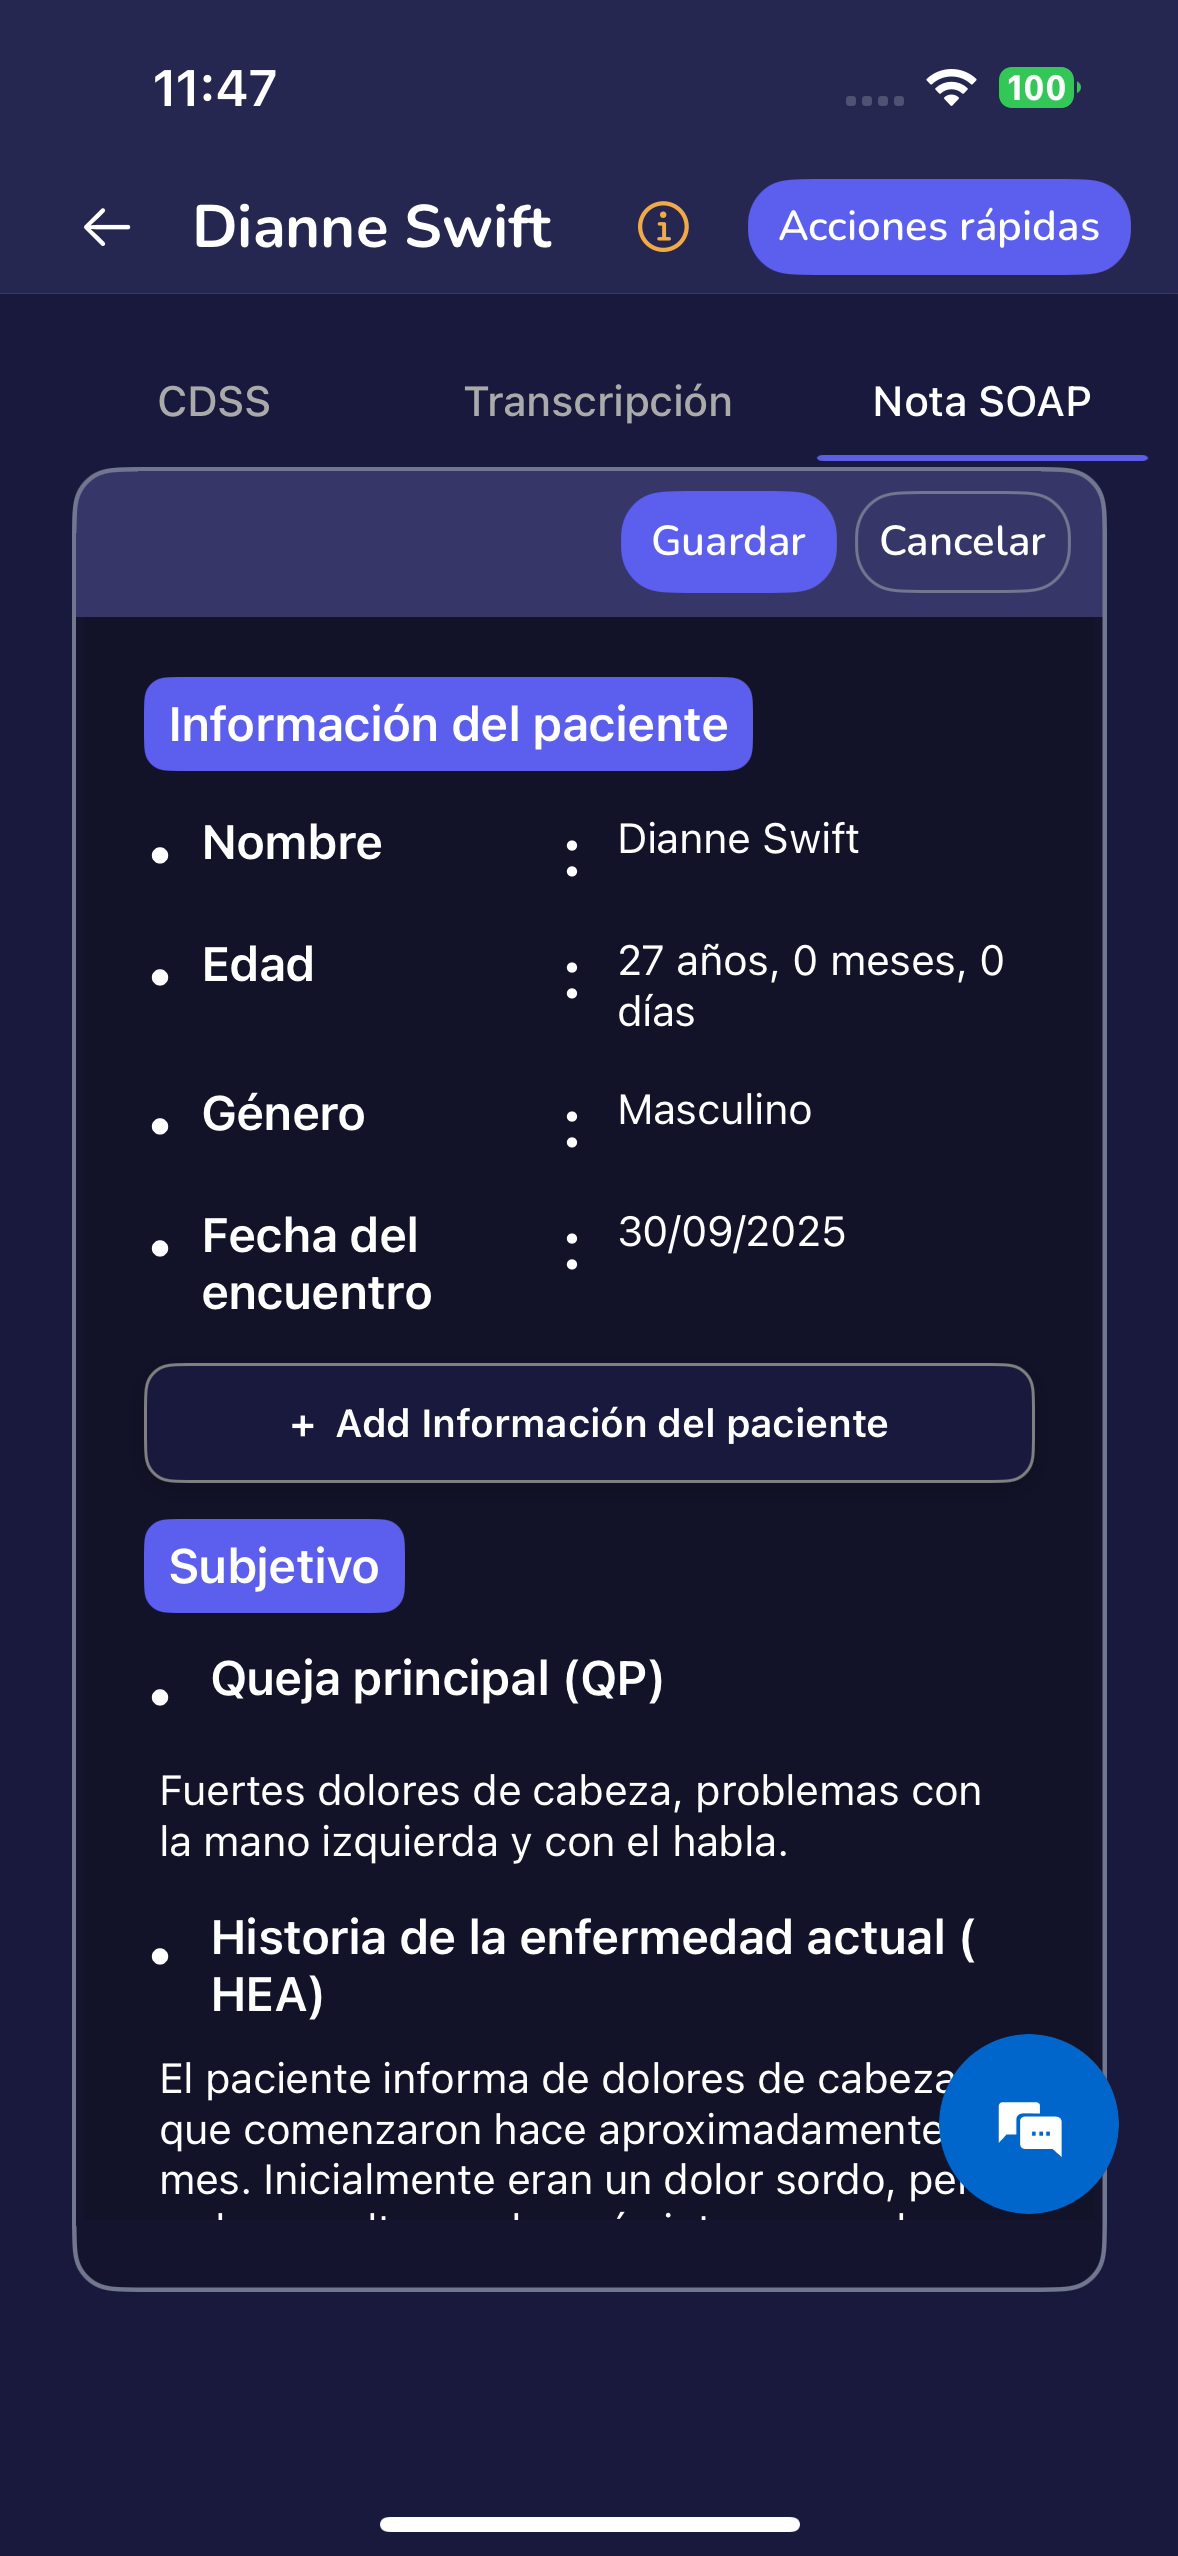 11:47
100
Dianne Swift
Acciones rápidas
CDSS
Transcripción
Nota SOAP
Guardar
Cancelar
Información del paciente
• Nombre : Dianne Swift
• Edad : 27 años, 0 meses, 0
días
• Género : Masculino
• Fecha del : 30/09/2025
encuentro
+ Add Información del paciente
Subjetivo
• Queja principal (QP)
Fuertes dolores de cabeza, problemas con
la mano izquierda y con el habla.
• Historia de la enfermedad actual (
HEA)
El paciente informa de dolores de cabeza
que comenzaron hace aproximadamente
mes. Inicialmente eran un dolor sordo,